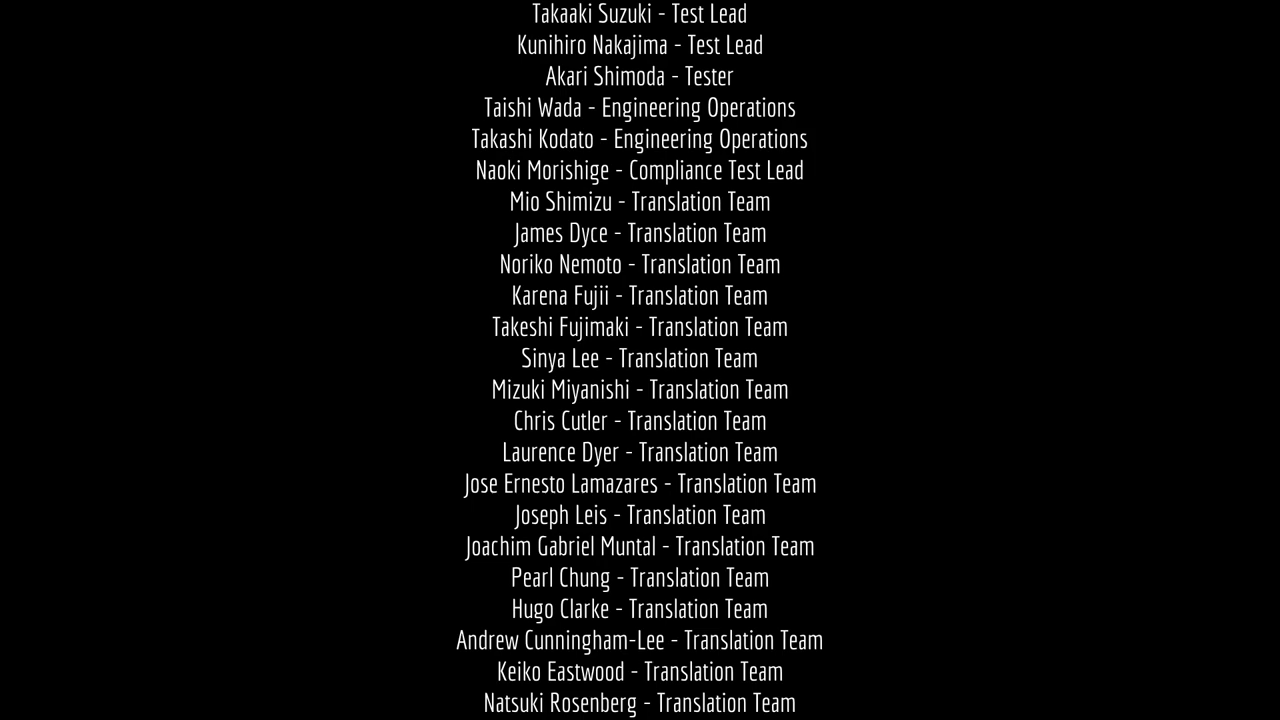 Takaaki Suzuki - Test Lead
Kunihiro Nakajima - Test Lead
Akari Shimoda - Tester
Taishi Wada - Engineering Operations
Takashi Kodato - Engineering Operations
Naoki Morishige - Compliance Test Lead
Mio Shimizu - Translation Team
James Dyce - Translation Team
Noriko Nemoto - Translation Team
Karena Fujii - Translation Team
Takeshi Fujimaki - Translation Team
Sinya Lee - Translation Team
Mizuki Miyanishi - Translation Team
Chris Cutler - Translation Team
Laurence Dyer - Translation Team
Jose Ernesto Lamazares - Translation Team
Joseph Leis - Translation Team
Joachim Gabriel Muntal - Translation Team
Pearl Chung - Translation Team
Hugo Clarke - Translation Team
Andrew Cunningham-Lee - Translation Team
Keiko Eastwood - Translation Team
Natsuki Rosenberg - Translation Team